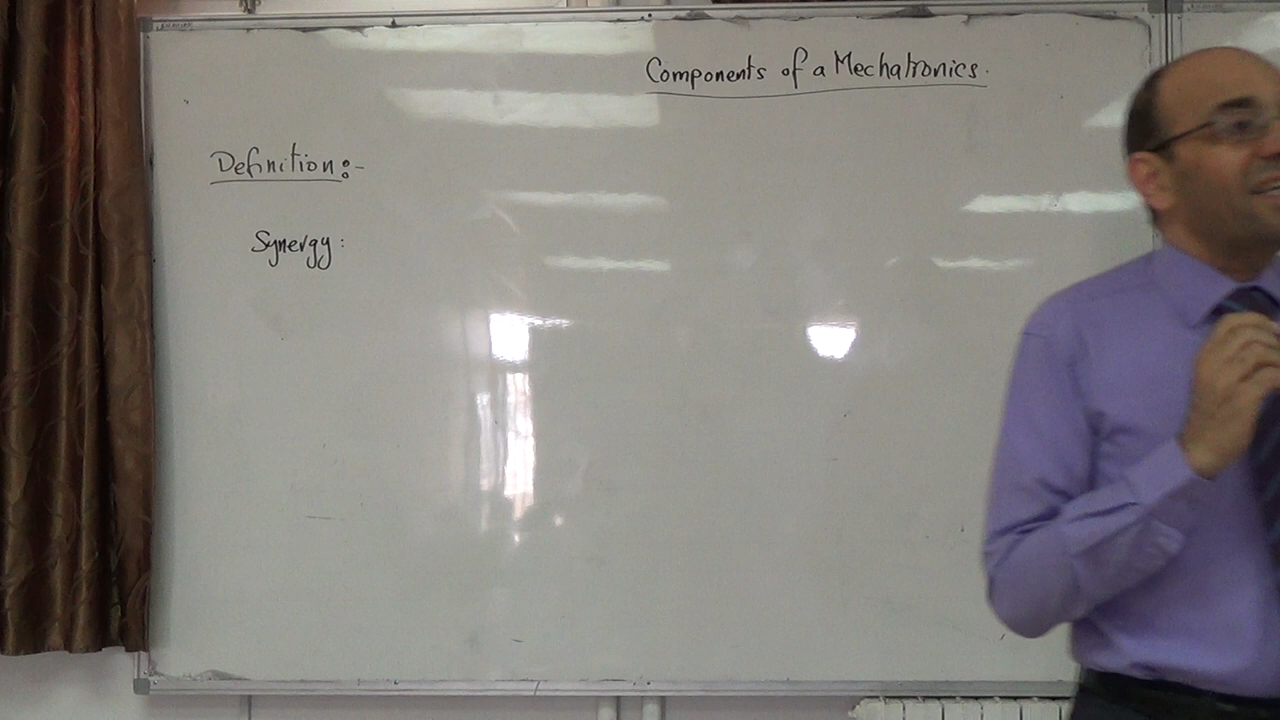 Components of a Mechatronics.
Definition:-
Synergy: